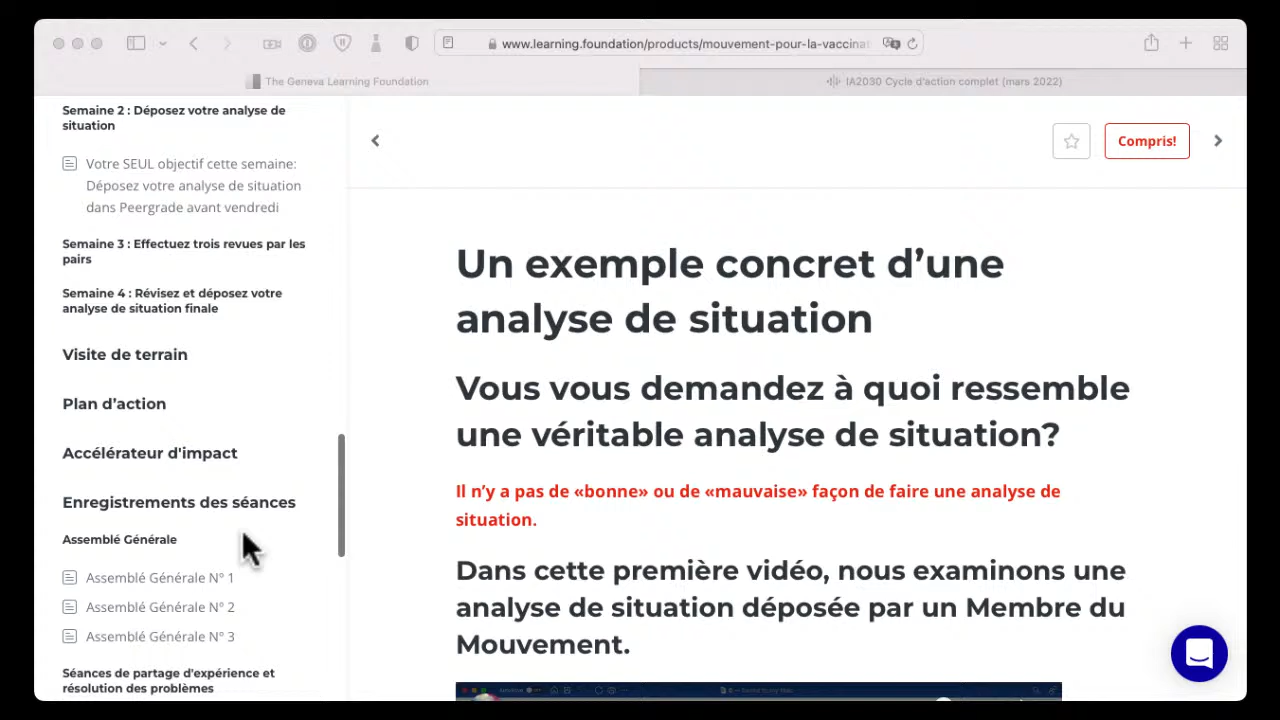 www.learning.foundation/products/mouvement-pour-la-vaccinat
The Geneva Learning Foundation
IA2030 Cycle d'action complet (mars 2022)
Semaine 2 : Déposez votre analyse de
situation
Votre SEUL objectif cette semaine:
Déposez votre analyse de situation
dans Peergrade avant vendredi
Semaine 3 : Effectuez trois revues par les
pairs
Semaine 4 : Révisez et déposez votre
analyse de situation finale
Visite de terrain
Plan d’action
Accélérateur d'impact
Enregistrements des séances
Assemblé Générale
Assemblé Générale N° 1
Assemblé Générale N° 2
Assemblé Générale N° 3
Séances de partage d'expérience et
résolution des problèmes
Compris!
Un exemple concret d’une
analyse de situation
Vous vous demandez à quoi ressemble
une véritable analyse de situation?
Il n’y a pas de «bonne» ou de «mauvaise» façon de faire une analyse de
situation.
Dans cette première vidéo, nous examinons une
analyse de situation déposée par un Membre du
Mouvement.